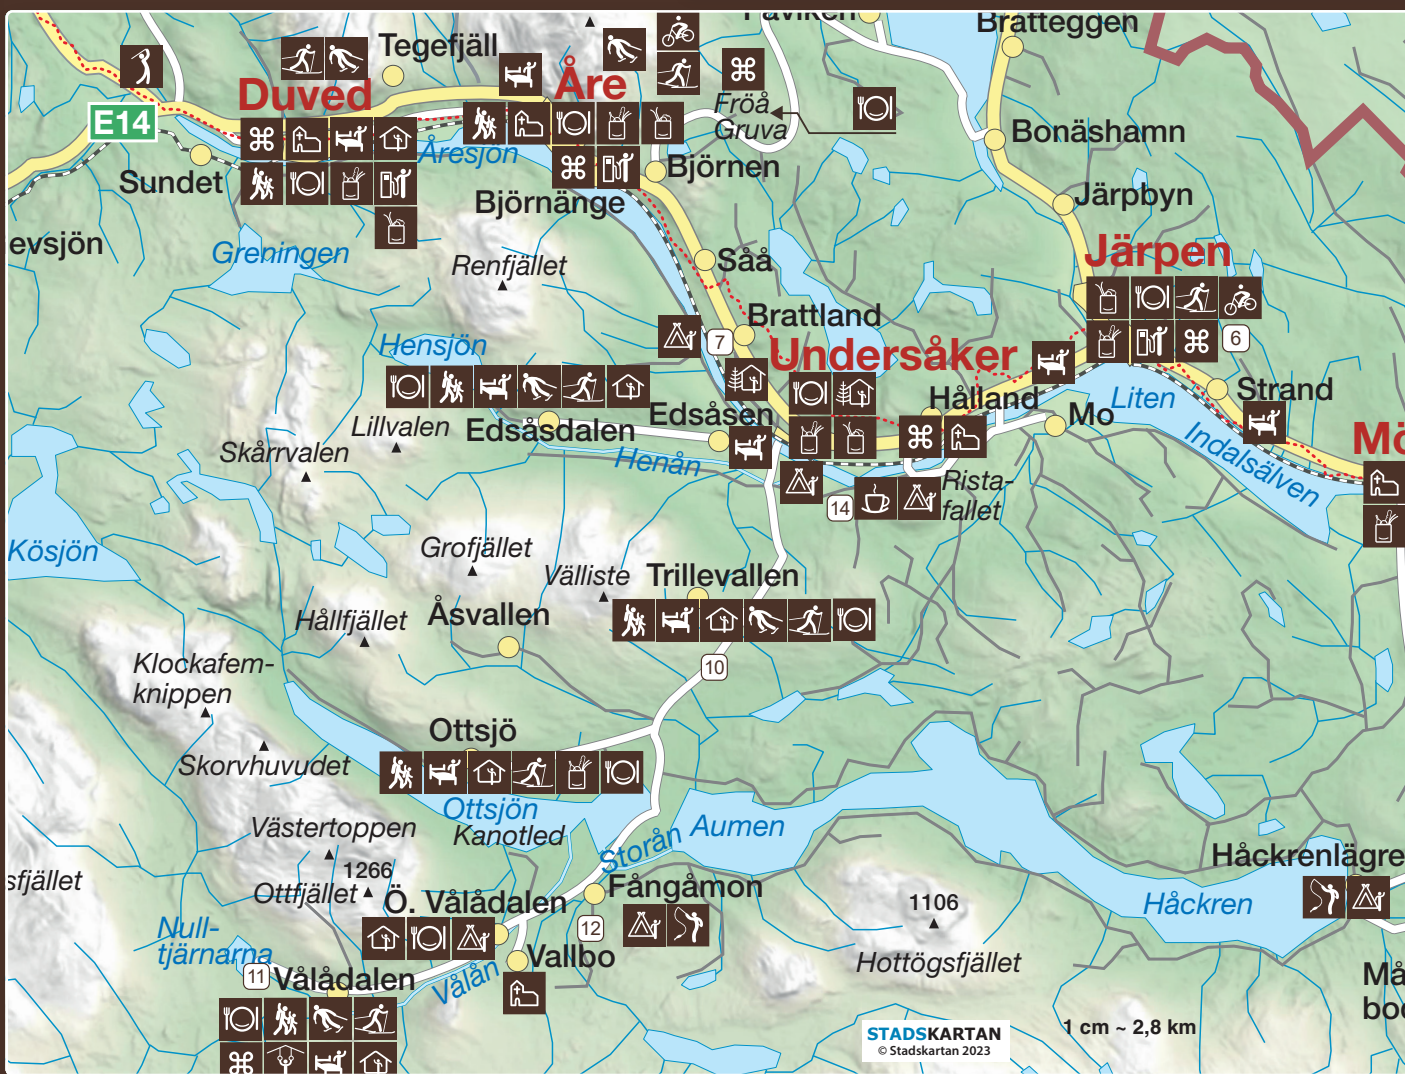 Bratteggen
Tegefjäll
Duved
Åre
Fröå
Gruva
E14
Bonäshamn
Åresjön
Björnen
Sundet
Järpbyn
Björnänge
evsjön
Greningen
Järpen
Renfjället
Såå
Brattland
Hensjön
7
6
Undersåker
Strand
Hålland
Liten
Edsåsen
Mo
Lillvalen
Edsåsdalen
Skårrvalen
Mö
Indalsälven
Henån
Rista-
fallet
14
Kösjön
Grofjället
Välliste
Trillevallen
Hållfjället
Åsvallen
Klockafem-
knippen
10
Ottsjö
Skorvhuvudet
Ottsjön
Kanotled
Västertoppen
Storån
Aumen
1266
Ottfjället
sfjället
Håckrenlägre
Fångåmon
Ö. Vålådalen
1106
Håckren
Null-
tjärnarna
12
Vallbo
Hottögsfjället
11
Vålådalen
Vålån
Må
boo
STADSKARTAN
© Stadskartan 2023
1 cm ~ 2,8 km